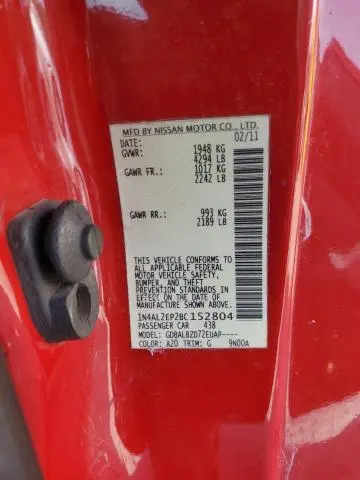 MFD BY NISSAN MOTOR CO., LTD.
DATE: 02/11
GVWR: 1948 KG
4294 LB
GAWR FR.: 1017 KG
2242 LB
GAWR RR.: 993 KG
2189 LB
THIS VEHICLE CONFORMS TO
ALL APPLICABLE FEDERAL
MOTOR VEHICLE SAFETY,
BUMPER, AND THEFT
PREVENTION STANDARDS
IN EFFECT ON THE DATE OF
MANUFACTURE SHOWN ABOVE.
1N4AL2EP2BC152804
PASSENGER CAR 438
MODEL: GDBALBZD72EUAP----
COLOR: A20 TRIM: G 9N00A